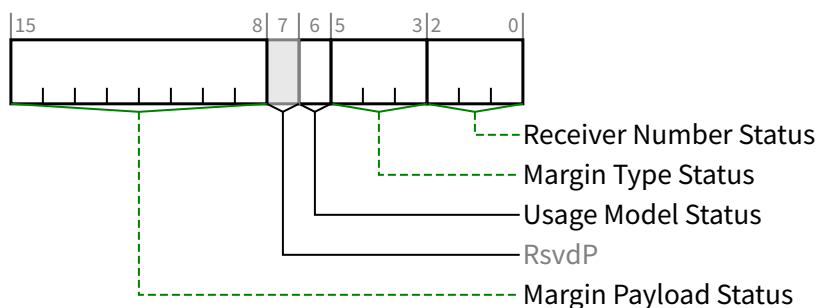 15 8 7 6 5 3 2 0
Receiver Number Status
Margin Type Status
Usage Model Status
RsvdP
Margin Payload Status